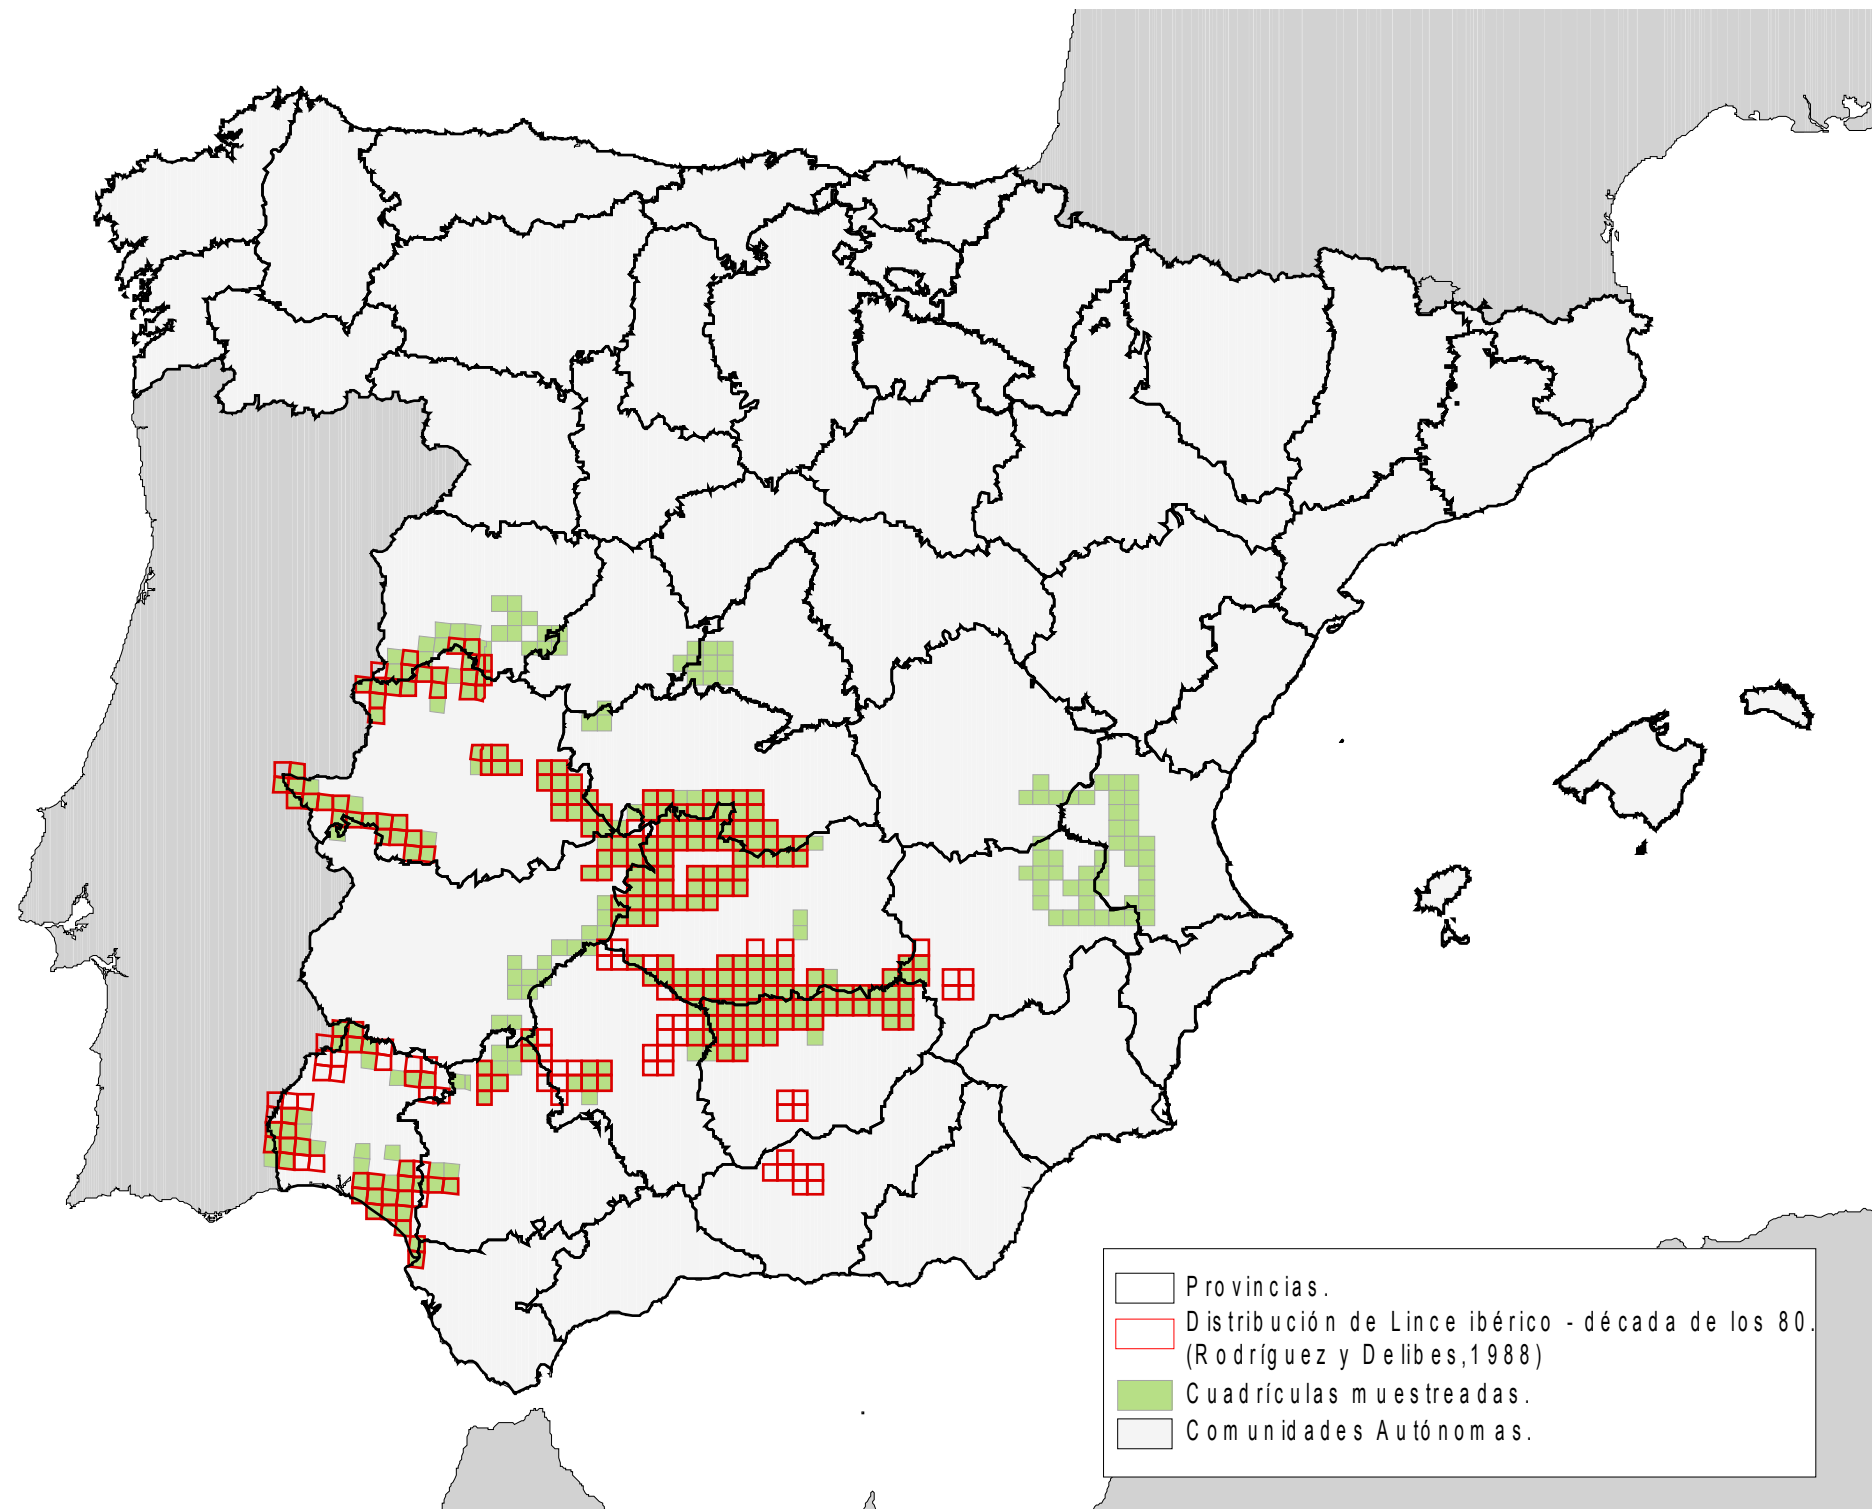 Provincias.
Distribución de Lince ibérico - década de los 80.
(Rodríguez y Delibes,1988)
Cuadrículas muestreadas.
Comunidades Autónomas.